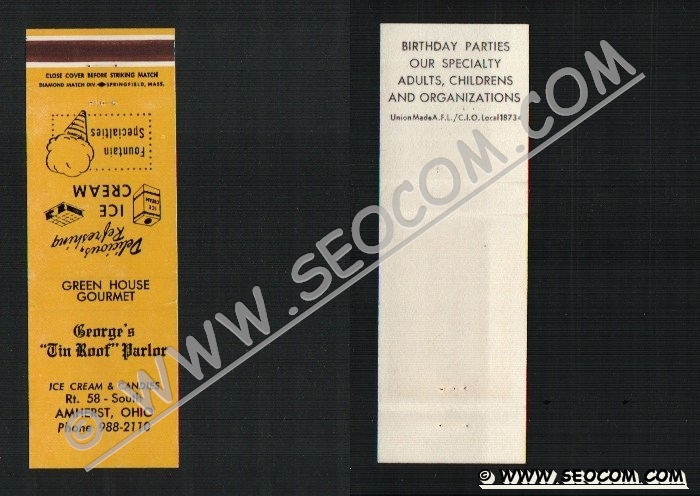 CLOSE COVER BEFORE STRIKING MATCH
DIAMOND MATCH DIV. SPRINGFIELD, MASS.
Fountain
Specialties
Delicious,
Refreshing
ICE
CREAM
ICE
CREAM
GREEN HOUSE
GOURMET
George's
"Tin Roof" Parlor
ICE CREAM & CANDIES
Rt. 58 - South
AMHERST, OHIO
Phone 988-2110
BIRTHDAY PARTIES
OUR SPECIALTY
ADULTS, CHILDRENS
AND ORGANIZATIONS
Union Made A.F.L./C.I.O. Local 18734
© WWW.SEOCOM.COM
© WWW.SEOCOM.COM